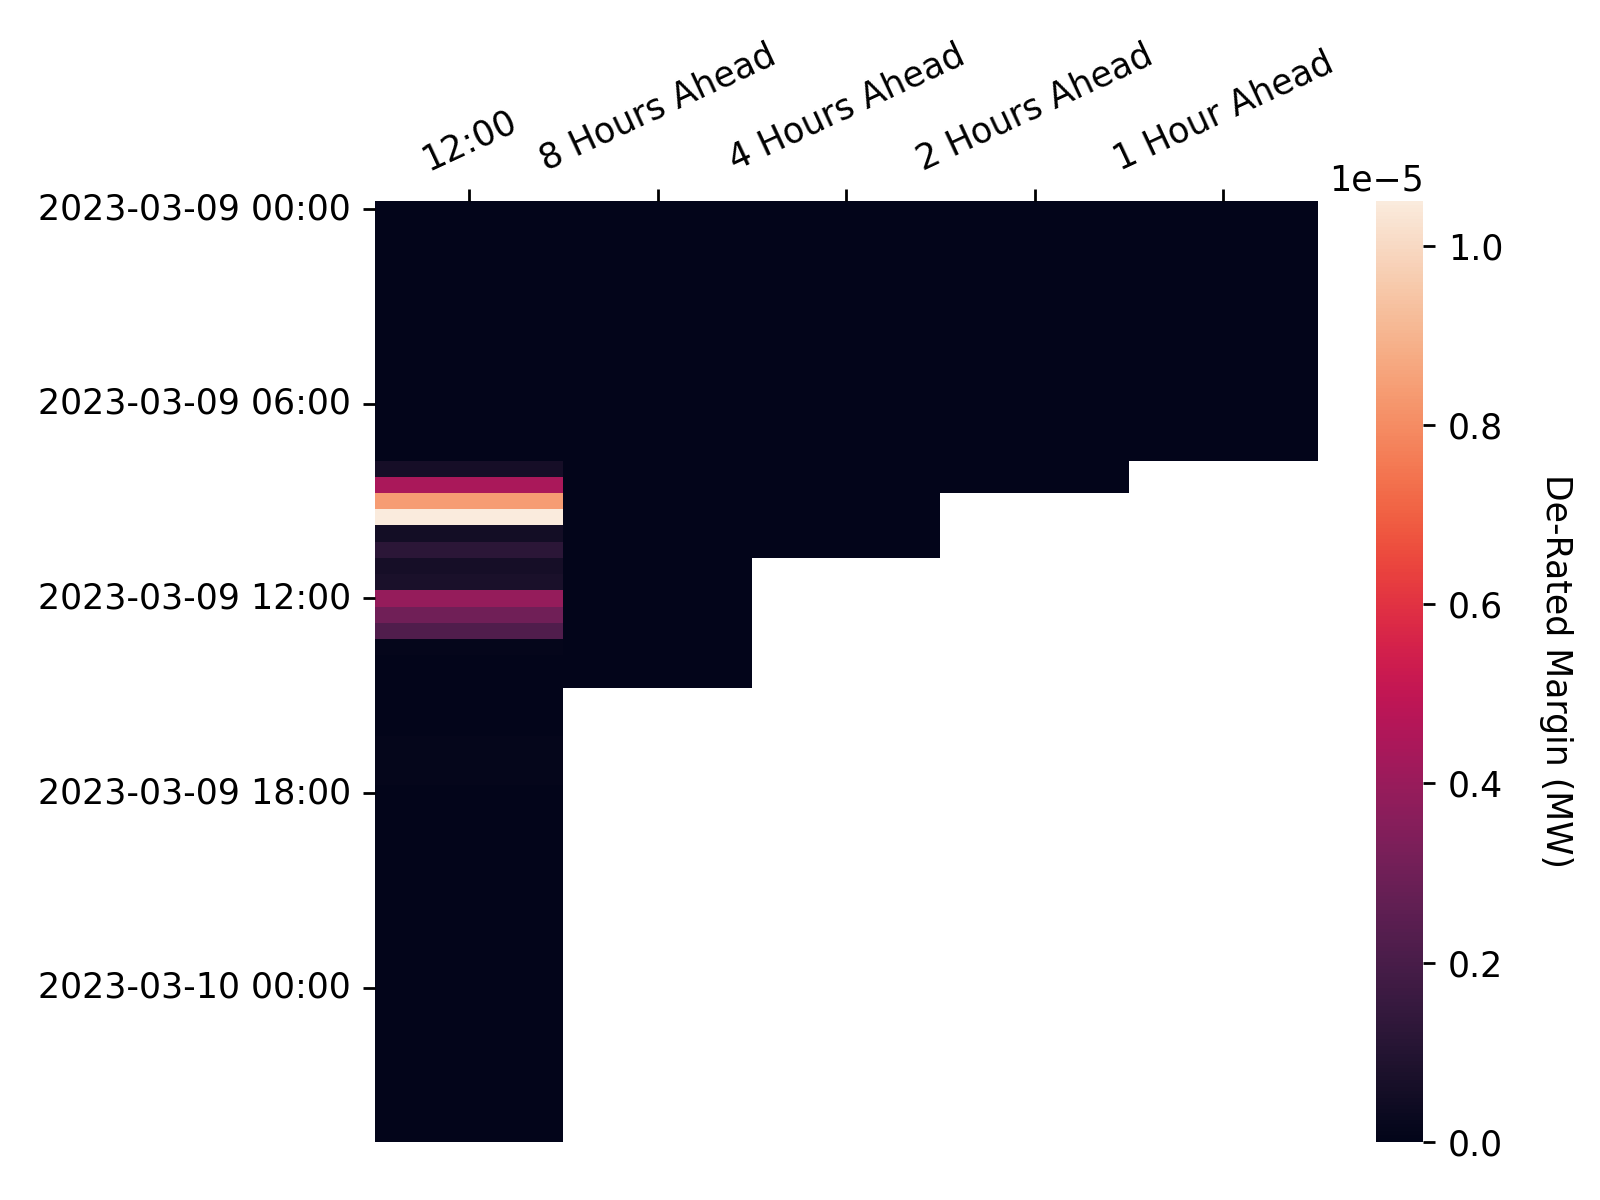 12:00
8 Hours Ahead
4 Hours Ahead
2 Hours Ahead
1 Hour Ahead
2023-03-09 00:00
2023-03-09 06:00
2023-03-09 12:00
2023-03-09 18:00
2023-03-10 00:00
1e−5
1.0
0.8
0.6
0.4
0.2
0.0
De-Rated Margin (MW)